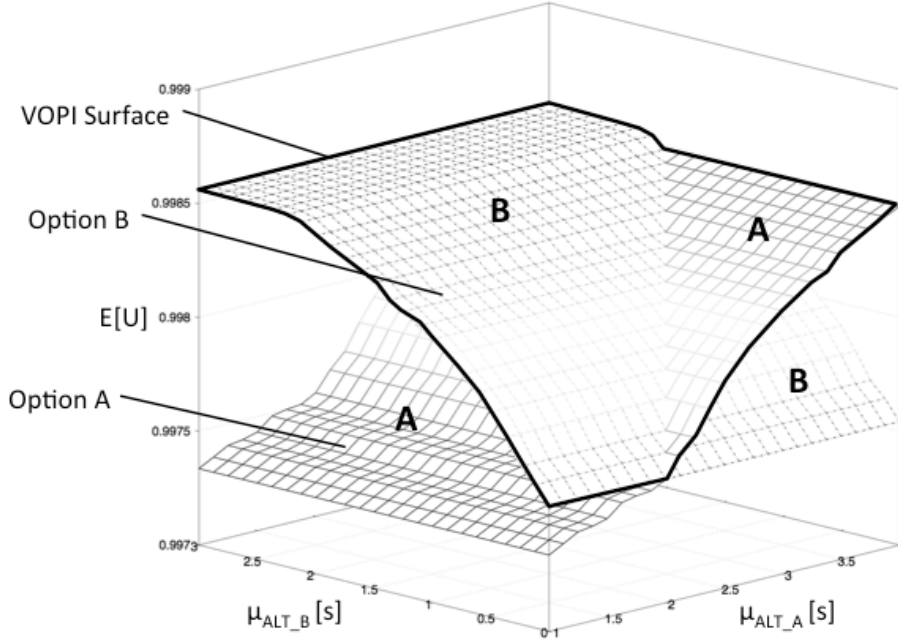 0.999
VOPI Surface
0.9985
Option B
B
A
E[U]
0.998
B
Option A
0.9975
A
0.9973
3
2.5
2
1.5
1
0.5
0
1
1.5
2
2.5
3
3.5
μALT_B [s]
μALT_A [s]